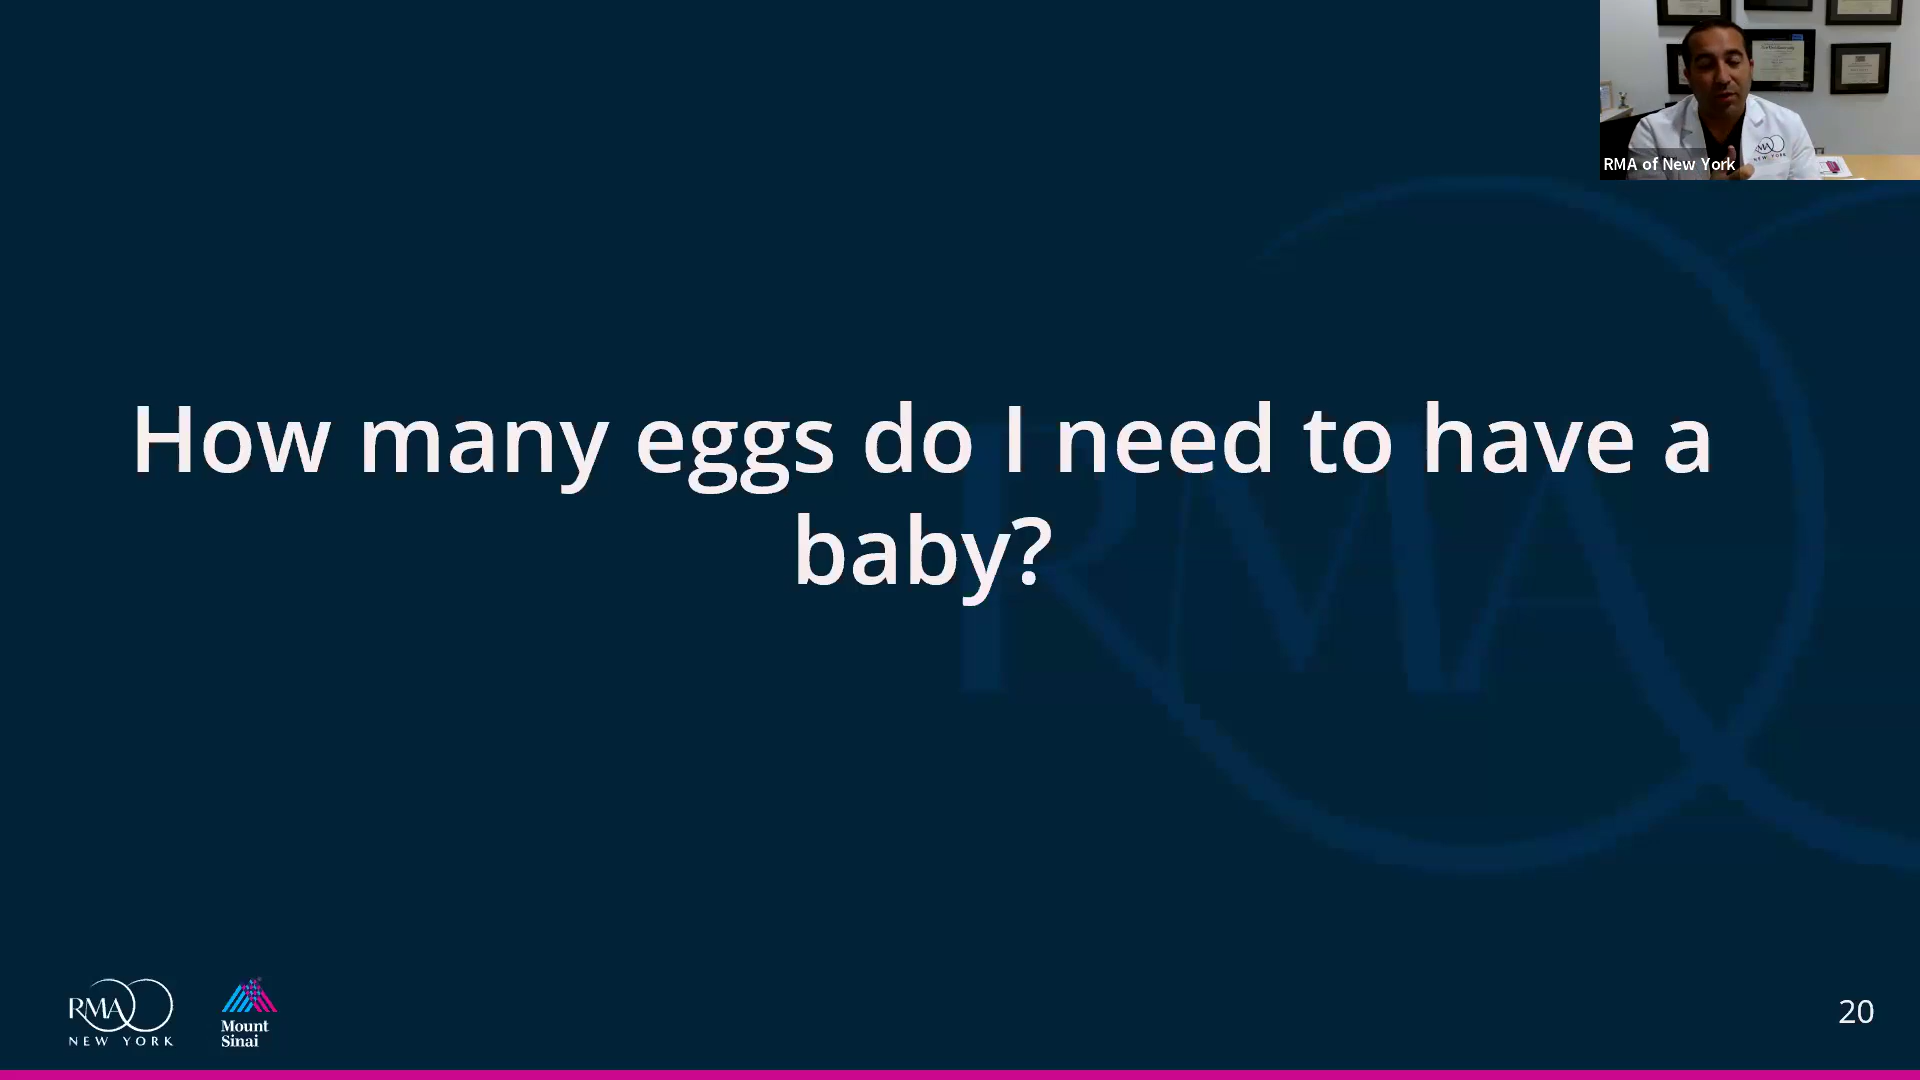 RMA of New York
How many eggs do I need to have a
baby?
RMA
NEW YORK
Mount
Sinai
20